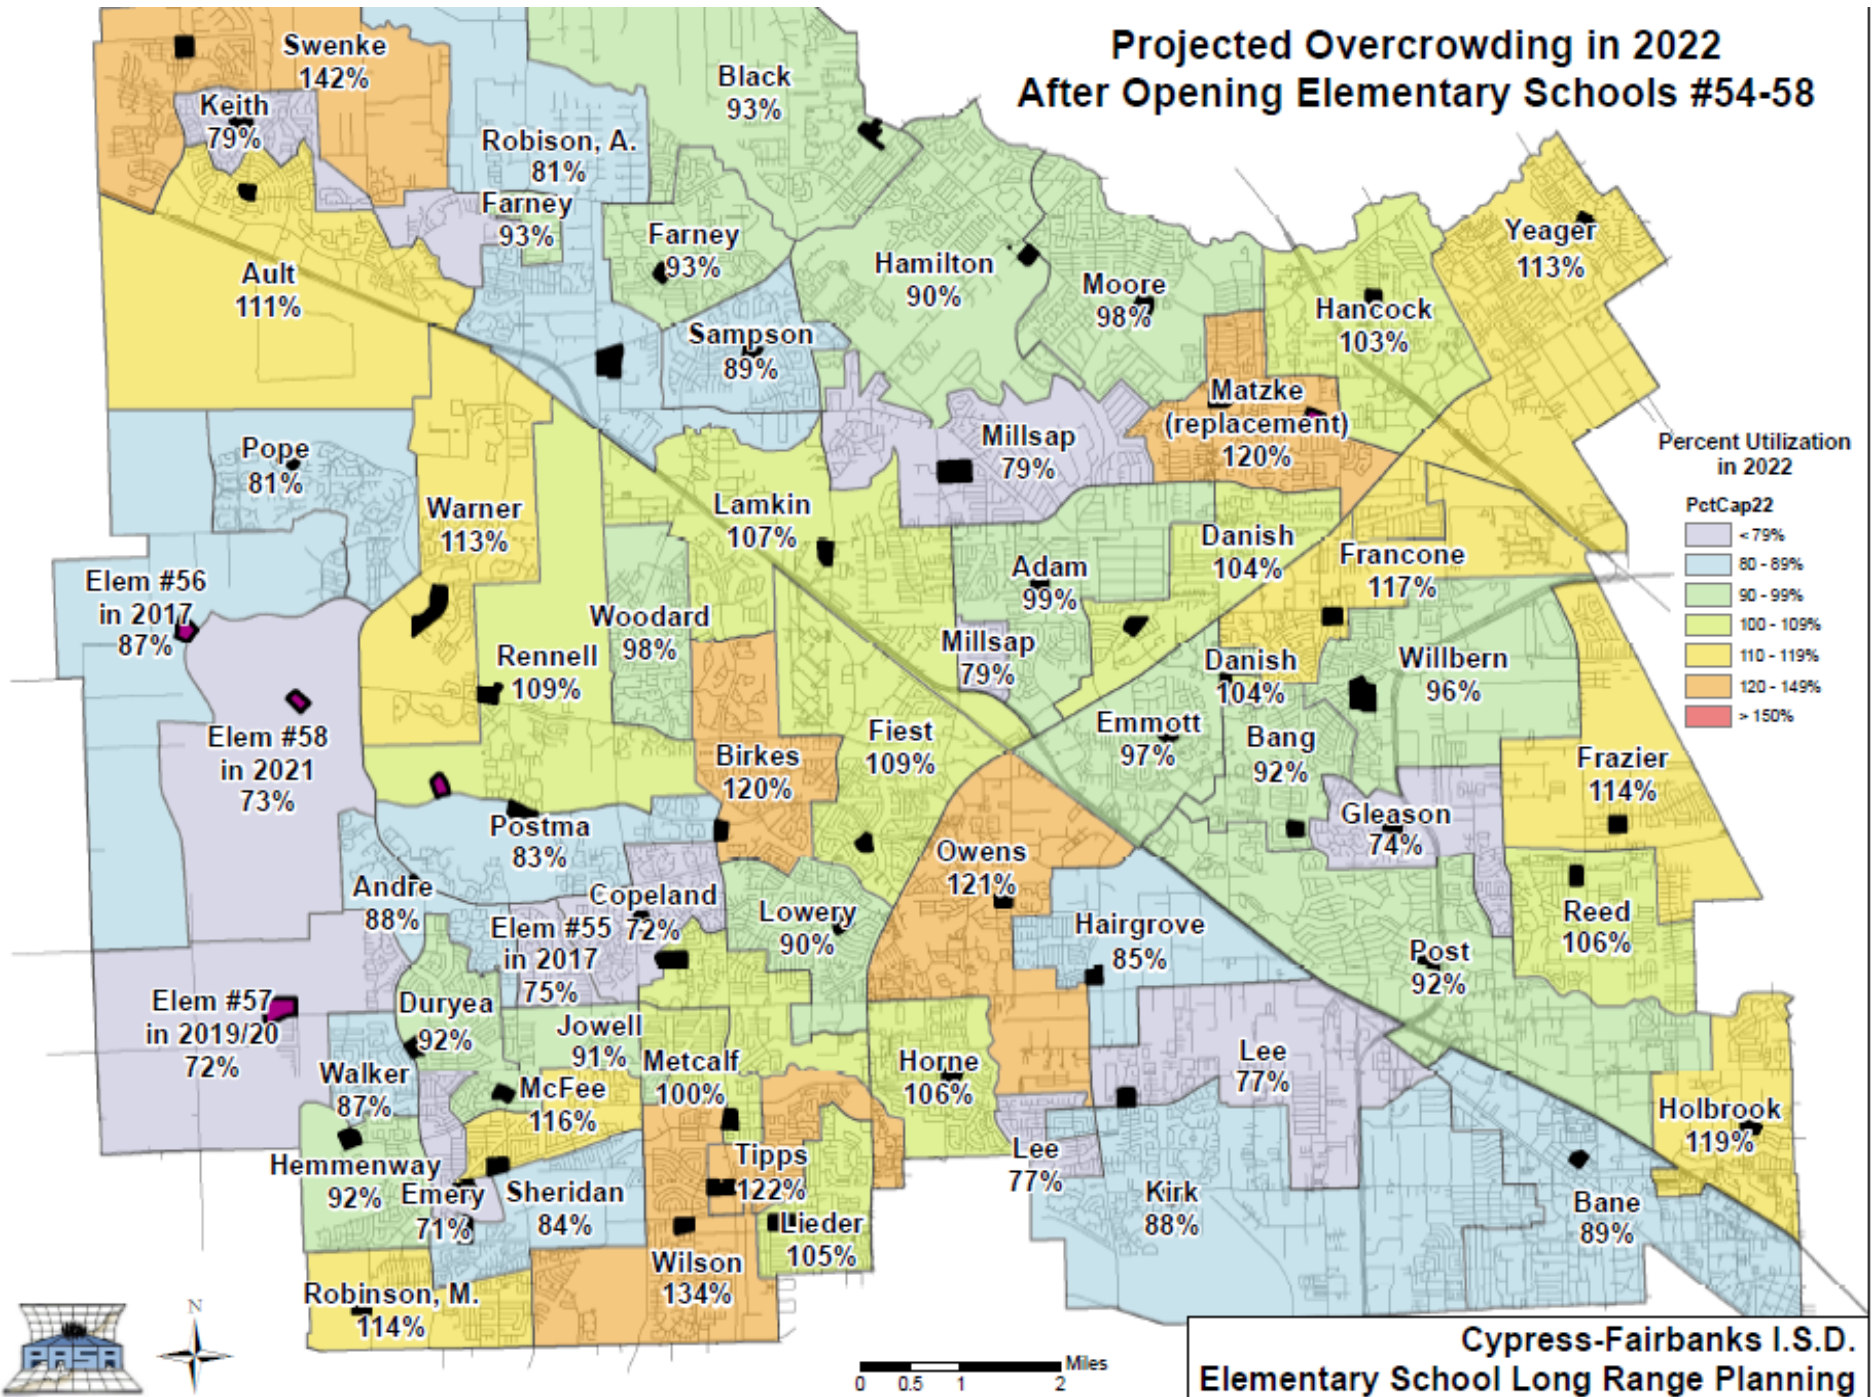 Projected Overcrowding in 2022
After Opening Elementary Schools #54-58
Swenke
142%
Keith
79%
Black
93%
Robison, A.
81%
Farney
93%
Farney
93%
Ault
111%
Hamilton
90%
Moore
98%
Hancock
103%
Yeager
113%
Sampson
89%
Matzke
(replacement)
120%
Pope
81%
Millsap
79%
Warner
113%
Lamkin
107%
Danish
104%
Francone
117%
Adam
99%
Elem #56
in 2017
87%
Woodard
98%
Millsap
79%
Rennell
109%
Danish
104%
Willbern
96%
Elem #58
in 2021
73%
Birkes
120%
Fiest
109%
Emmott
97%
Bang
92%
Frazier
114%
Gleason
74%
Postma
83%
Owens
121%
Andre
88%
Copeland
72%
Lowery
90%
Hairgrove
85%
Reed
106%
Elem #55
in 2017
75%
Post
92%
Elem #57
in 2019/20
72%
Duryea
92%
Jowell
91%
Metcalf
100%
Horne
106%
Lee
77%
Walker
87%
McFee
116%
Holbrook
119%
Hemmenway
92%
Emery
71%
Sheridan
84%
Tipps
122%
Lee
77%
Kirk
88%
Bane
89%
Lieder
105%
Wilson
134%
Robinson, M.
114%
Percent Utilization
in 2022
PctCap22
< 79%
80 - 89%
90 - 99%
100 - 109%
110 - 119%
120 - 149%
> 150%
N
Miles
0 0.5 1 2
Cypress-Fairbanks I.S.D.
Elementary School Long Range Planning